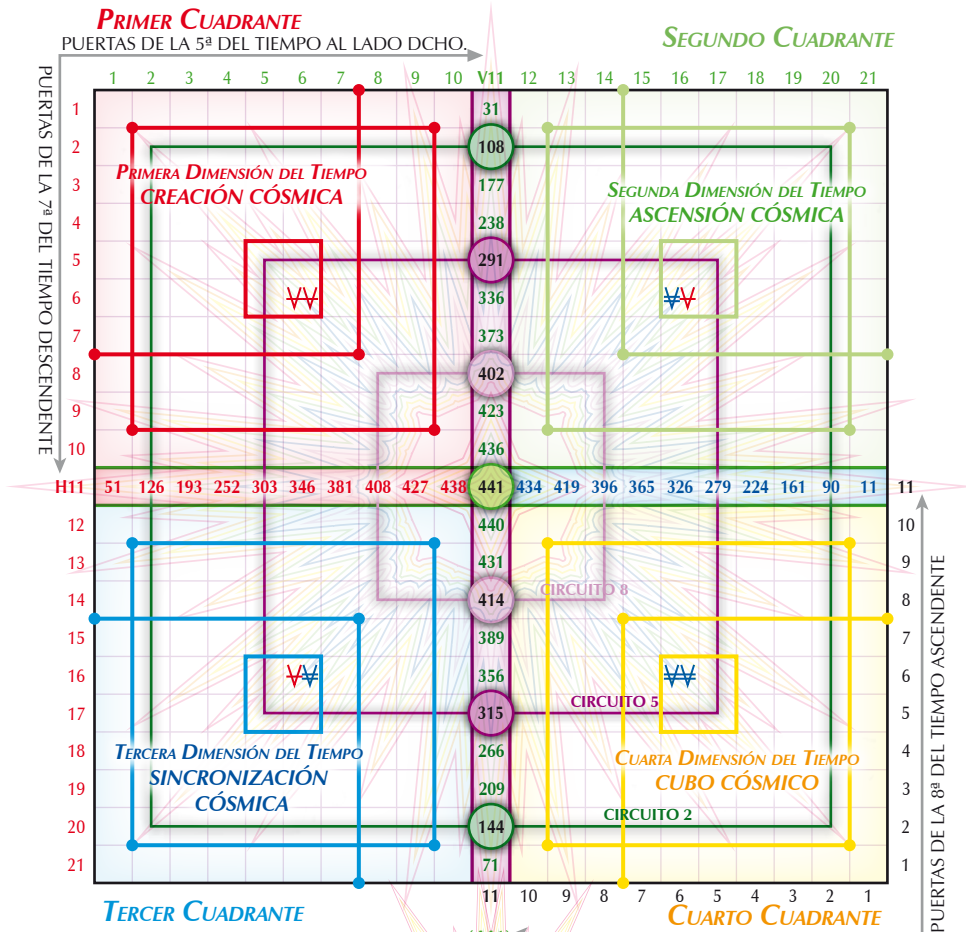 PRIMER CUADRANTE
PUERTAS DE LA 5ª DEL TIEMPO AL LADO DCHO.
SEGUNDO CUADRANTE
PUERTAS DE LA 7ª DEL TIEMPO DESCENDENTE
1 2 3 4 5 6 7 8 9 10 V11 12 13 14 15 16 17 18 19 20 21
1 31
2 108
PRIMERA DIMENSIÓN DEL TIEMPO
CREACIÓN CÓSMICA
3 177
SEGUNDA DIMENSIÓN DEL TIEMPO
ASCENSIÓN CÓSMICA
4 238
5 291
6 336
7 373
8 402
9 423
10 436
H11 51 126 193 252 303 346 381 408 427 438 441 434 419 396 365 326 279 224 161 90 11 11
12 440 10
13 431 9
CIRCUITO 8
14 414 8
15 389 7
16 356 6
CIRCUITO 5
17 315 5
18 266 4
TERCERA DIMENSIÓN DEL TIEMPO
SINCRONIZACIÓN
CÓSMICA
CUARTA DIMENSIÓN DEL TIEMPO
CUBO CÓSMICO
19 209 3
CIRCUITO 2
20 144 2
21 71 1
11 10 9 8 7 6 5 4 3 2 1
PUERTAS DE LA 8ª DEL TIEMPO ASCENDENTE
TERCER CUADRANTE
CUARTO CUADRANTE